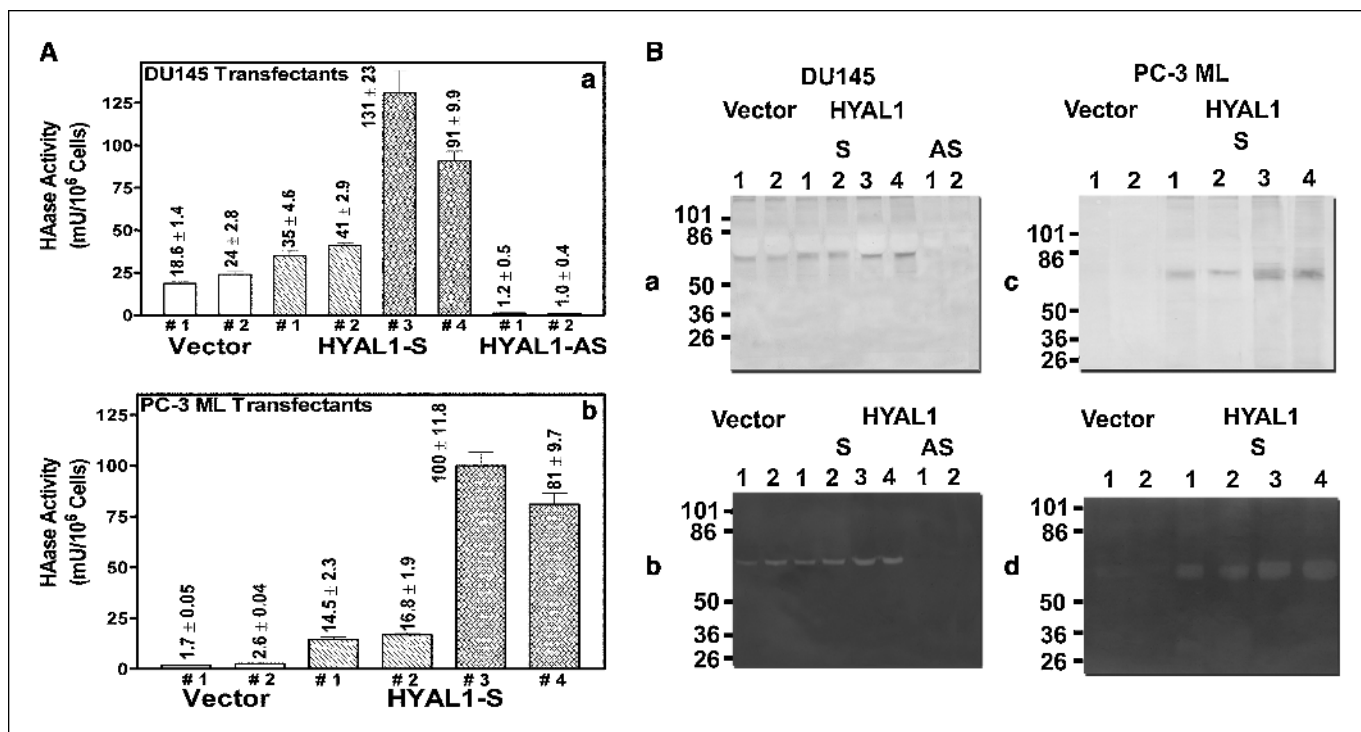 A
DU145 Transfectants
a
HAase Activity
(mU/10⁶ Cells)
125
100
75
50
25
0
18.6 ± 1.4
24 ± 2.8
35 ± 4.6
41 ± 2.9
131 ± 23
91 ± 9.9
1.2 ± 0.5
1.0 ± 0.4
# 1 # 2 # 1 # 2 # 3 # 4 # 1 # 2
Vector HYAL1-S HYAL1-AS
PC-3 ML Transfectants
b
HAase Activity
(mU/10⁶ Cells)
125
100
75
50
25
0
1.7 ± 0.05
2.6 ± 0.04
14.5 ± 2.3
16.8 ± 1.9
100 ± 11.8
81 ± 9.7
# 1 # 2 # 1 # 2 # 3 # 4
Vector HYAL1-S
B
DU145
Vector HYAL1
S AS
1 2 1 2 3 4 1 2
101
86
50
36
26
a
PC-3 ML
Vector HYAL1
S
1 2 1 2 3 4
101
86
50
36
26
c
Vector HYAL1
S AS
1 2 1 2 3 4 1 2
101
86
50
36
26
b
Vector HYAL1
S
1 2 1 2 3 4
101
86
50
36
26
d